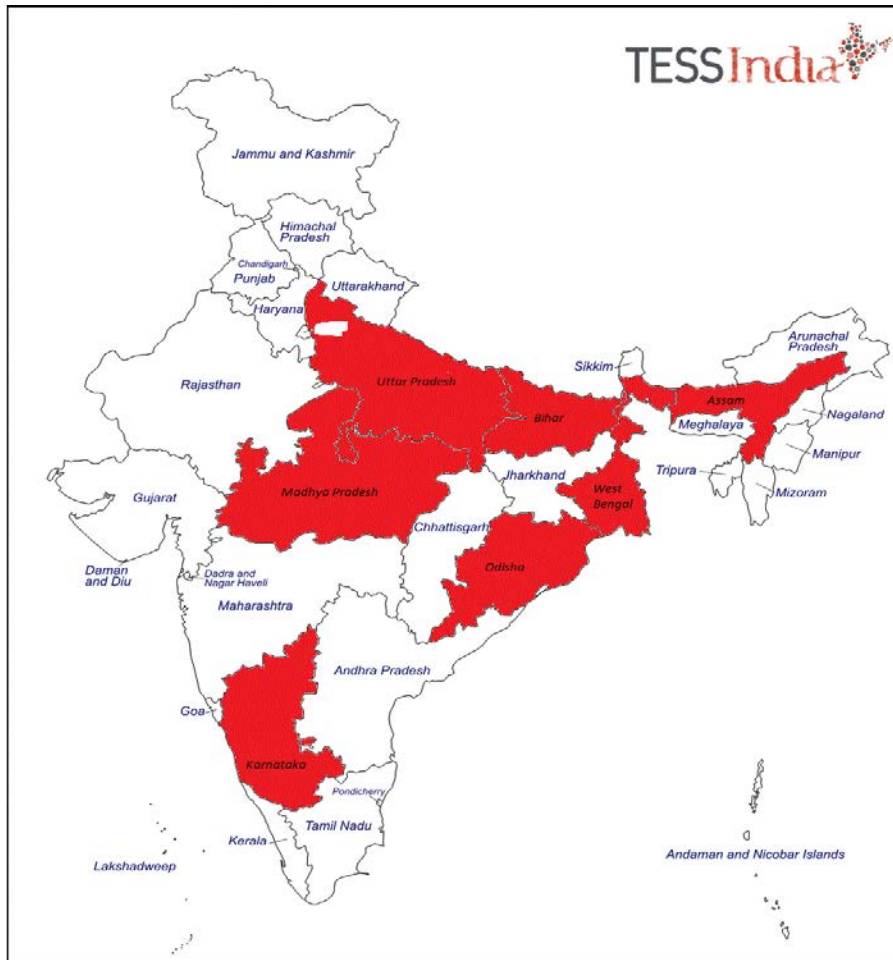 TESSIndia
Jammu and Kashmir
Himachal
Pradesh
Chandigarh
Punjab
Uttarakhand
Haryana
Arunachal
Pradesh
Sikkim
Rajasthan
Uttar Pradesh
Assam
Bihar
Nagaland
Meghalaya
Manipur
Jharkhand
Tripura
Gujarat
Madhya Pradesh
West
Bengal
Mizoram
Chhattisgarh
Daman
and Diu
Dadra and
Nagar Haveli
Odisha
Maharashtra
Andhra Pradesh
Goa
Karnataka
Pondicherry
Tamil Nadu
Kerala
Lakshadweep
Andaman and Nicobar Islands